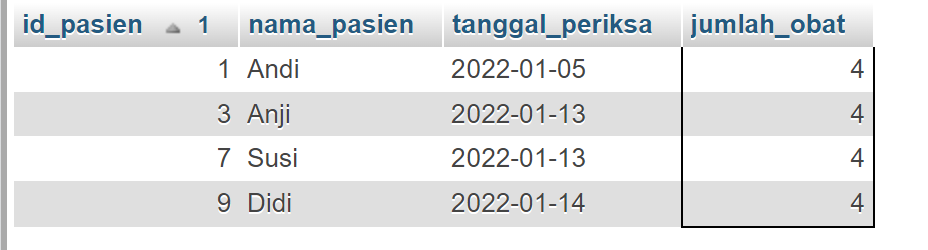 id_pasien 1 nama_pasien tanggal_periksa jumlah_obat
1 Andi 2022-01-05 4
3 Anji 2022-01-13 4
7 Susi 2022-01-13 4
9 Didi 2022-01-14 4